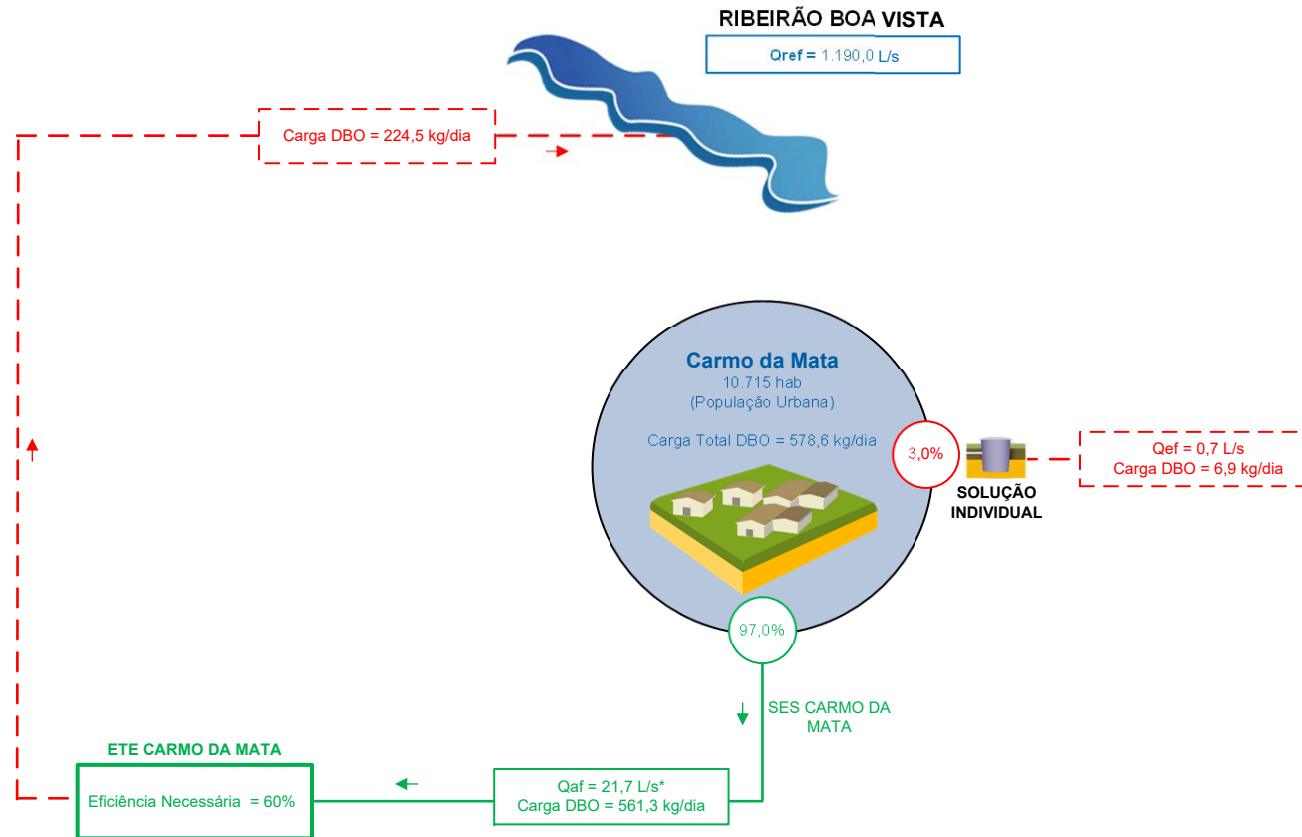 RIBEIRÃO BOA VISTA
Qref = 1.190,0 L/s
Carga DBO = 224,5 kg/dia
Carmo da Mata
10.715 hab
(População Urbana)
Carga Total DBO = 578,6 kg/dia
3,0%
SOLUÇÃO
INDIVIDUAL
Qef = 0,7 L/s
Carga DBO = 6,9 kg/dia
97,0%
SES CARMO DA
MATA
ETE CARMO DA MATA
Eficiência Necessária = 60%
Qaf = 21,7 L/s*
Carga DBO = 561,3 kg/dia